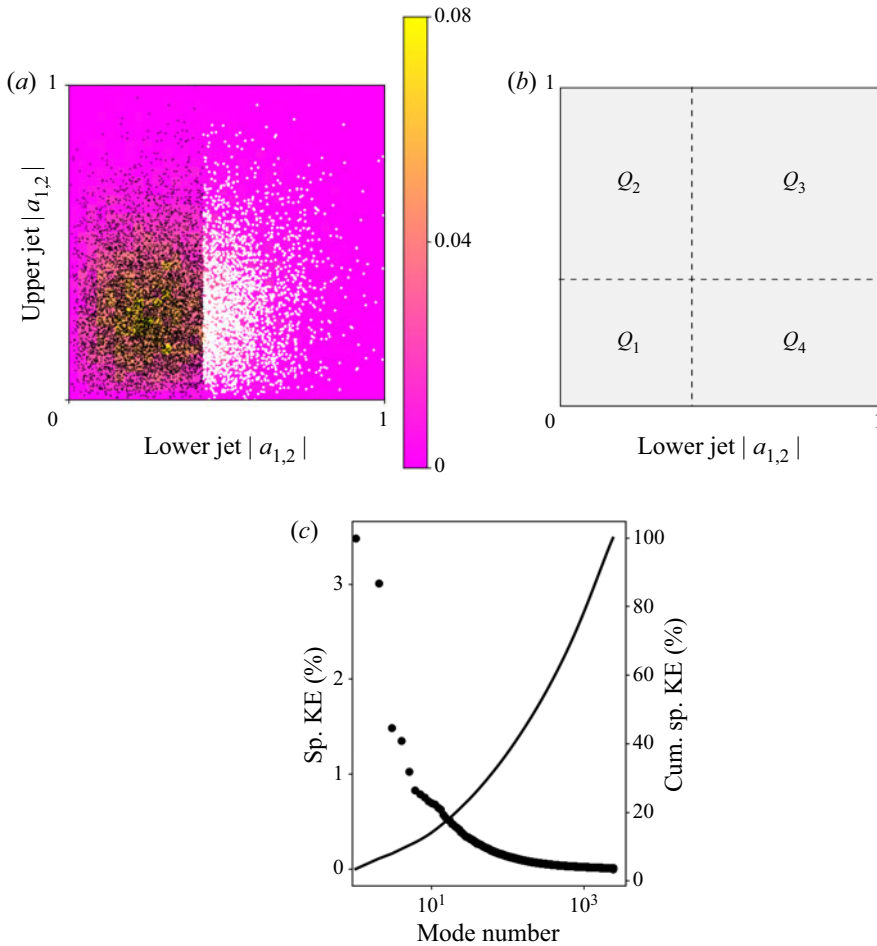 (a)
1
Upper jet | a1,2 |
0
1
Lower jet | a1,2 |
0.08
0.04
0
(b)
1
Q2
Q3
Q1
Q4
0
1
Lower jet | a1,2 |
(c)
3
2
1
0
Sp. KE (%)
100
80
60
40
20
0
Cum. sp. KE (%)
10^1
10^3
Mode number